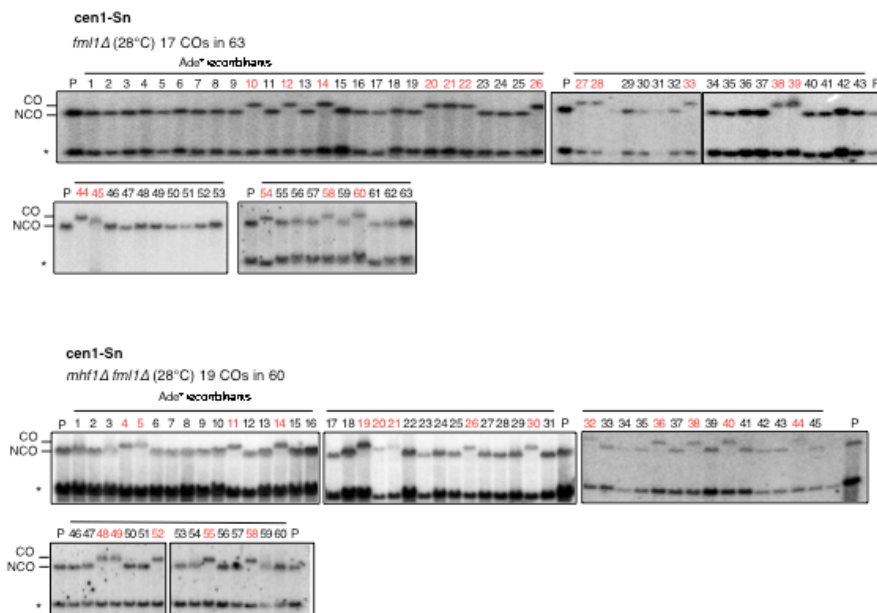 cen1-Sn
fml1Δ (28°C) 17 COs in 63
Ade⁺ recombinants
P 1 2 3 4 5 6 7 8 9 10 11 12 13 14 15 16 17 18 19 20 21 22 23 24 25 26 P 27 28 29 30 31 32 33 34 35 36 37 38 39 40 41 42 43 P
CO
NCO
*
P 44 45 46 47 48 49 50 51 52 53 P 54 55 56 57 58 59 60 61 62 63
CO
NCO
*
cen1-Sn
mhf1Δ fml1Δ (28°C) 19 COs in 60
Ade⁺ recombinants
P 1 2 3 4 5 6 7 8 9 10 11 12 13 14 15 16 17 18 19 20 21 22 23 24 25 26 27 28 29 30 31 P 32 33 34 35 36 37 38 39 40 41 42 43 44 45 P
CO
NCO
*
P 46 47 48 49 50 51 52 53 54 55 56 57 58 59 60 P
CO
NCO
*